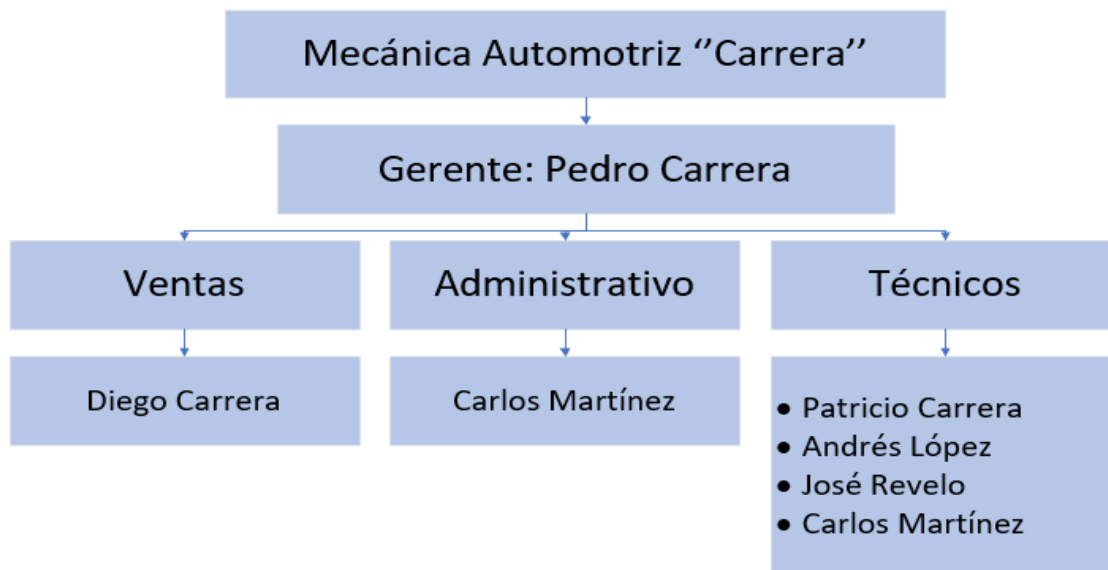 Mecánica Automotriz ‘‘Carrera’’
Gerente: Pedro Carrera
Ventas
Administrativo
Técnicos
Diego Carrera
Carlos Martínez
• Patricio Carrera
• Andrés López
• José Revelo
• Carlos Martínez